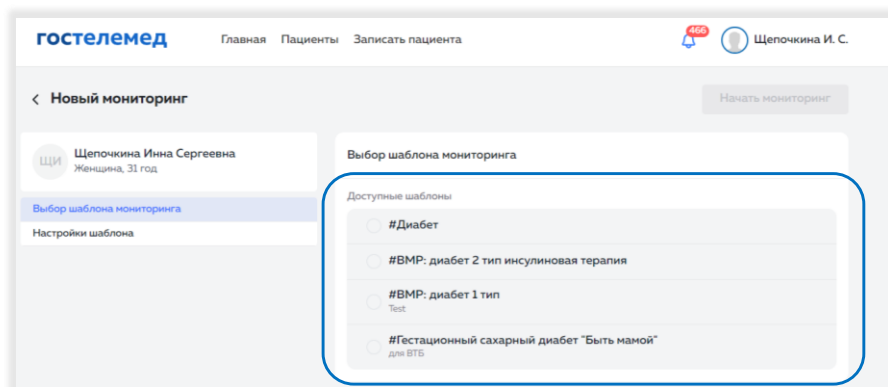 гостелемед Главная Пациенты Записать пациента 466 Щепочкина И. С.
< Новый мониторинг Начать мониторинг
ЩИ Щепочкина Инна Сергеевна
Женщина, 31 год
Выбор шаблона мониторинга
Настройки шаблона
Выбор шаблона мониторинга
Доступные шаблоны
#Диабет
#ВМР: диабет 2 тип инсулиновая терапия
#ВМР: диабет 1 тип
Test
#Гестационный сахарный диабет "Быть мамой"
для ВТБ